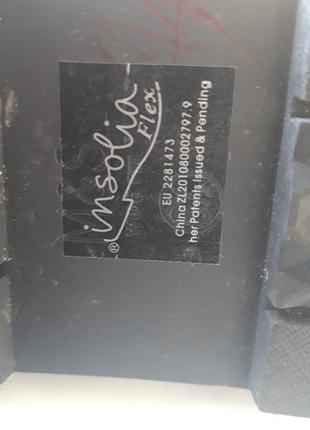 insolia®
Flex
EU 2281473
China ZL201080002797.9
her Patents Issued & Pending